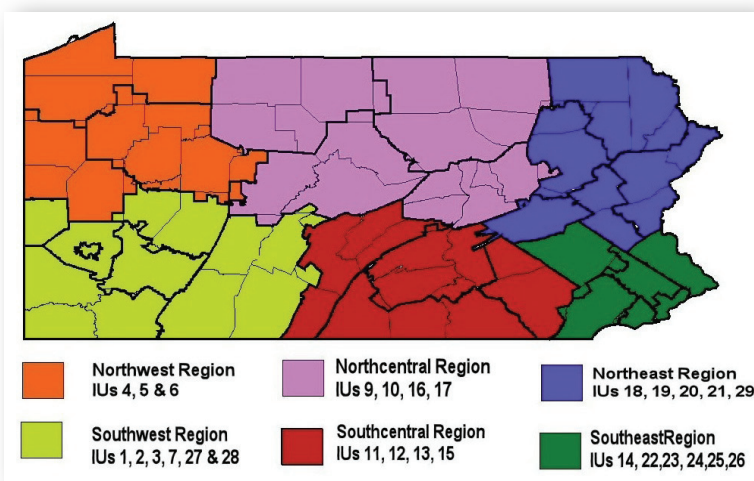 Northwest Region
IUs 4, 5 & 6
Northcentral Region
IUs 9, 10, 16, 17
Northeast Region
IUs 18, 19, 20, 21, 29
Southwest Region
IUs 1, 2, 3, 7, 27 & 28
Southcentral Region
IUs 11, 12, 13, 15
SoutheastRegion
IUs 14, 22,23, 24,25,26